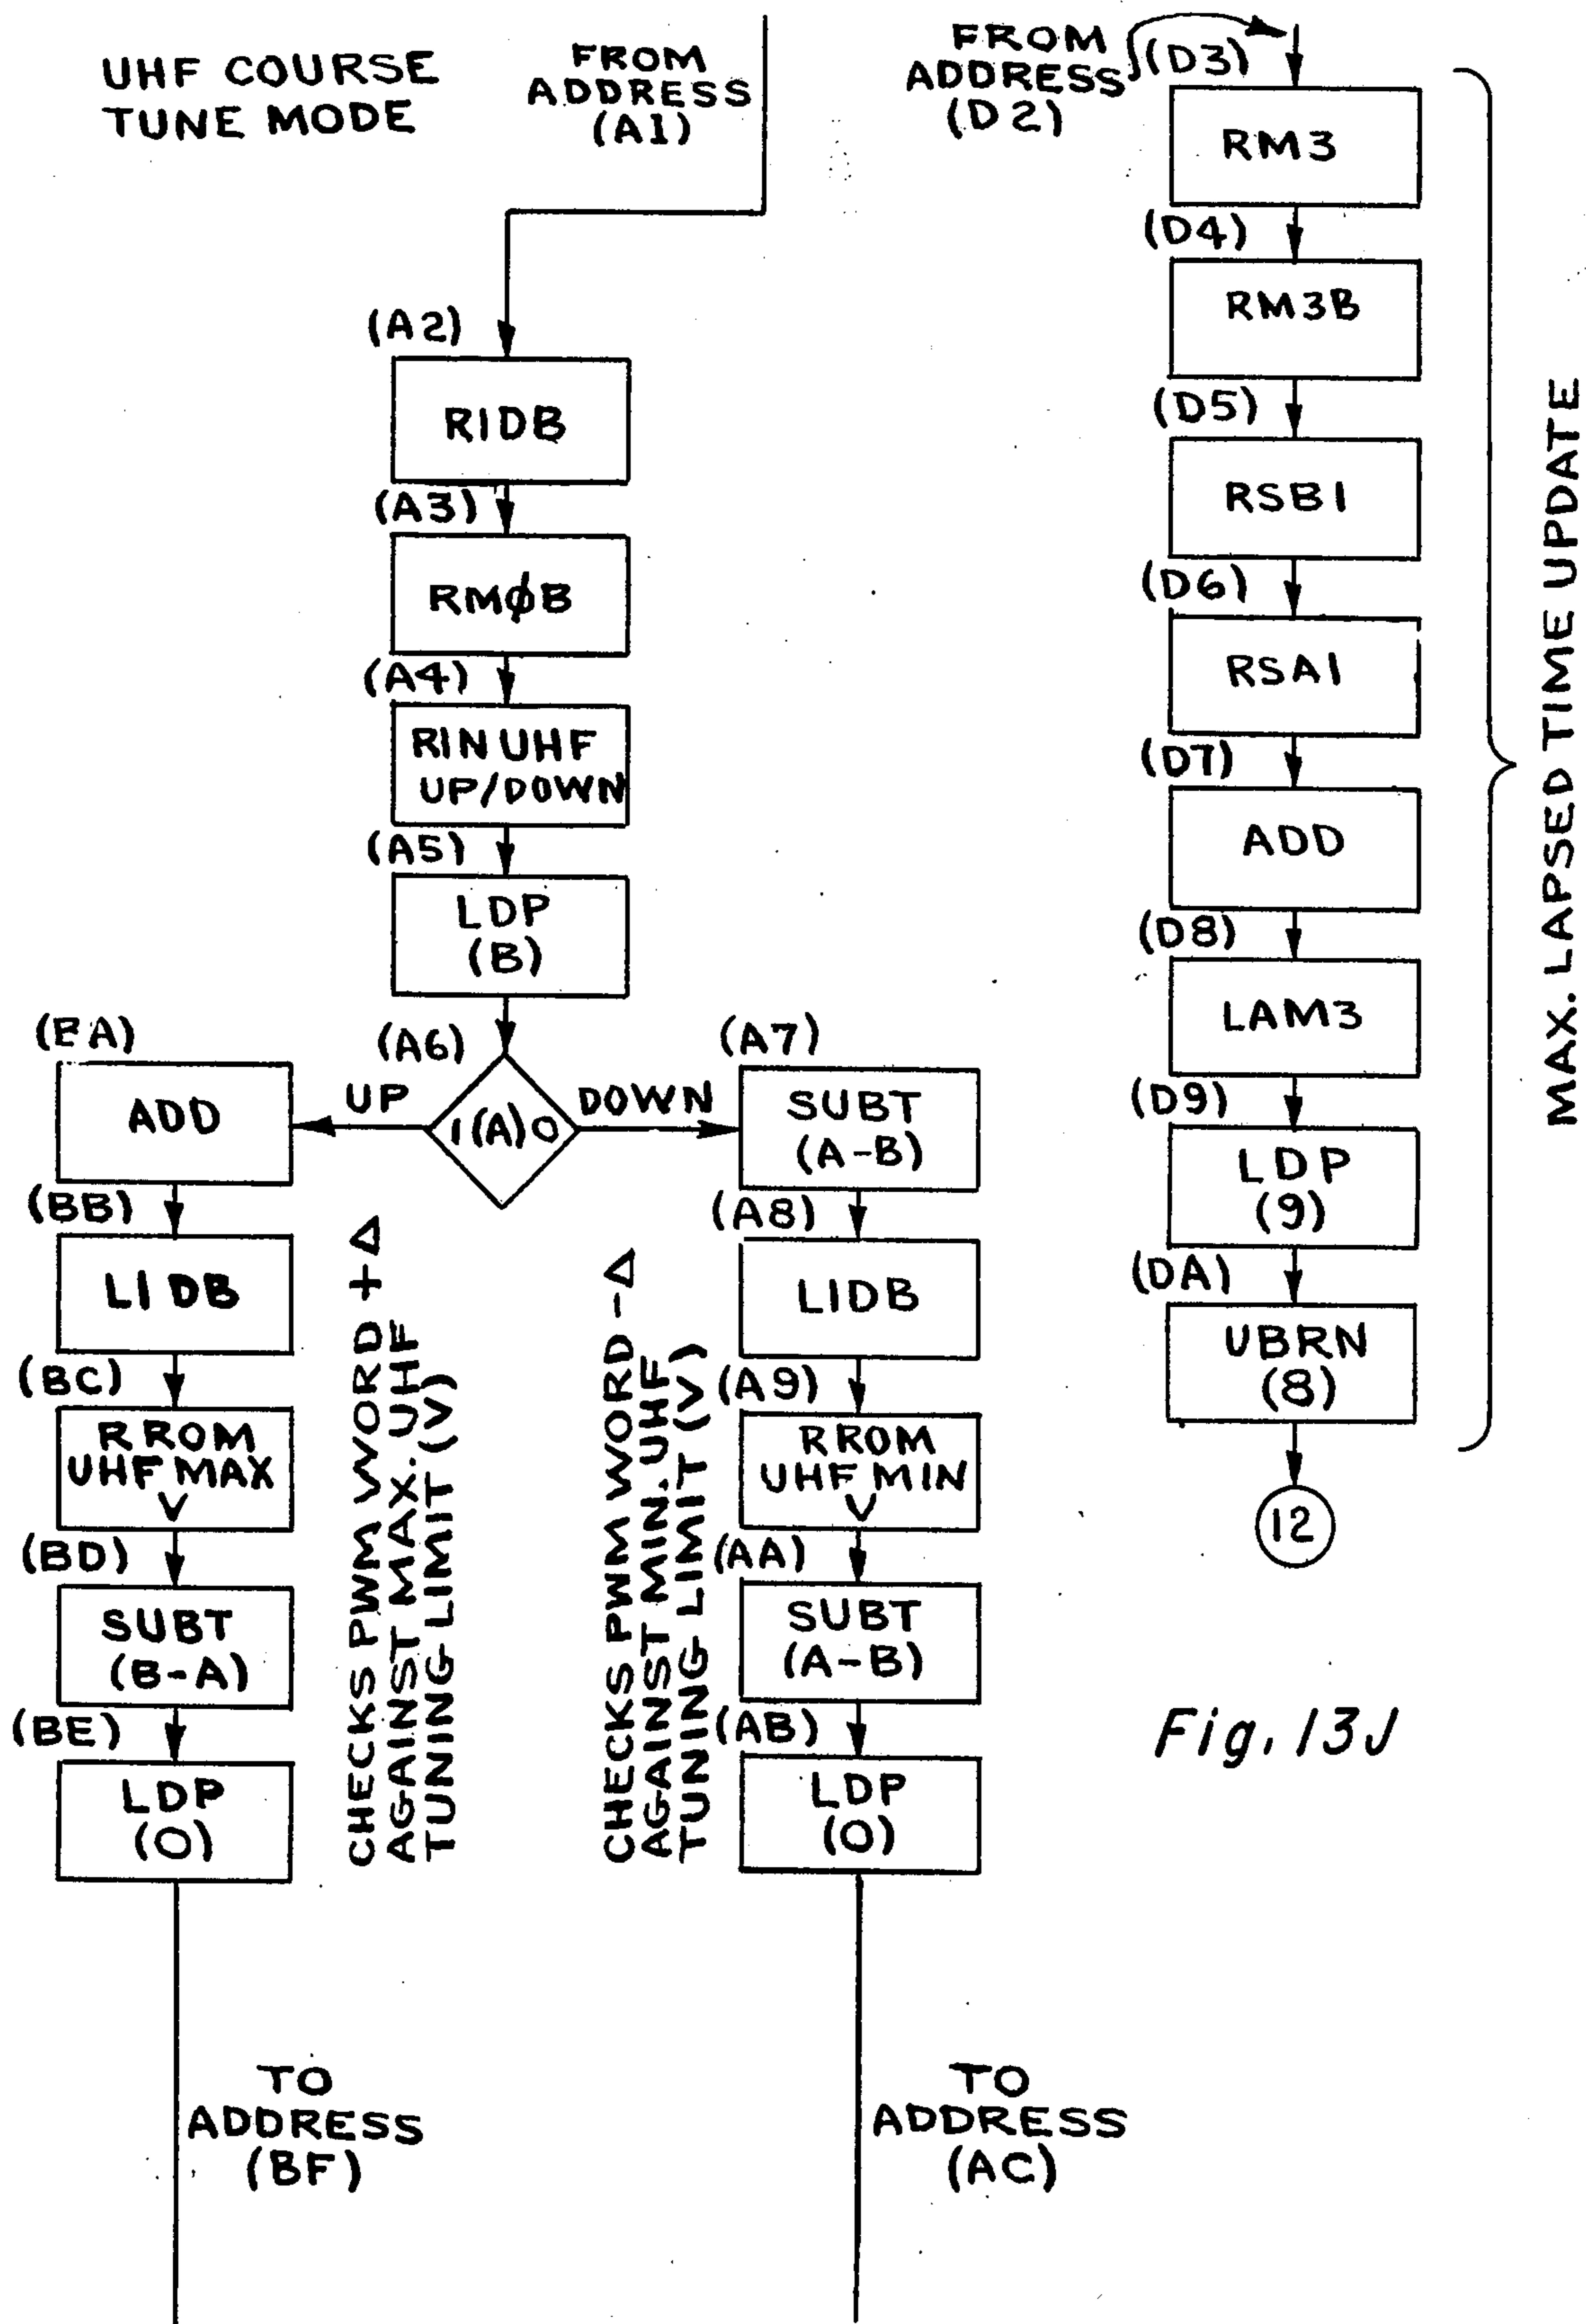 UHF COURSE
TUNE MODE
FROM
ADDRESS
(A1)
(A2)
RIDB
(A3)
RMϕB
(A4)
RIN UHF
UP/DOWN
(A5)
LDP
(B)
(A6)
1(A)0
UP
DOWN
(BA)
ADD
(BB)
LIDB
(BC)
RROM
UHF MAX
V
(BD)
SUBT
(B-A)
(BE)
LDP
(0)
TO
ADDRESS
(BF)
CHECKS PWM WORD +Δ
AGAINST MAX. UHF
TUNING LIMIT (V)
(A7)
SUBT
(A-B)
(A8)
LIDB
(A9)
RROM
UHF MIN
V
(AA)
SUBT
(A-B)
(AB)
LDP
(0)
TO
ADDRESS
(AC)
CHECKS PWM WORD -Δ
AGAINST MIN. UHF
TUNING LIMIT (V)
FROM
ADDRESS
(D2)
(D3)
RM3
(D4)
RM3B
(D5)
RSB1
(D6)
RSA1
(D7)
ADD
(D8)
LAM3
(D9)
LDP
(9)
(DA)
UBRN
(8)
12
MAX. LAPSED TIME UPDATE
Fig. 13J